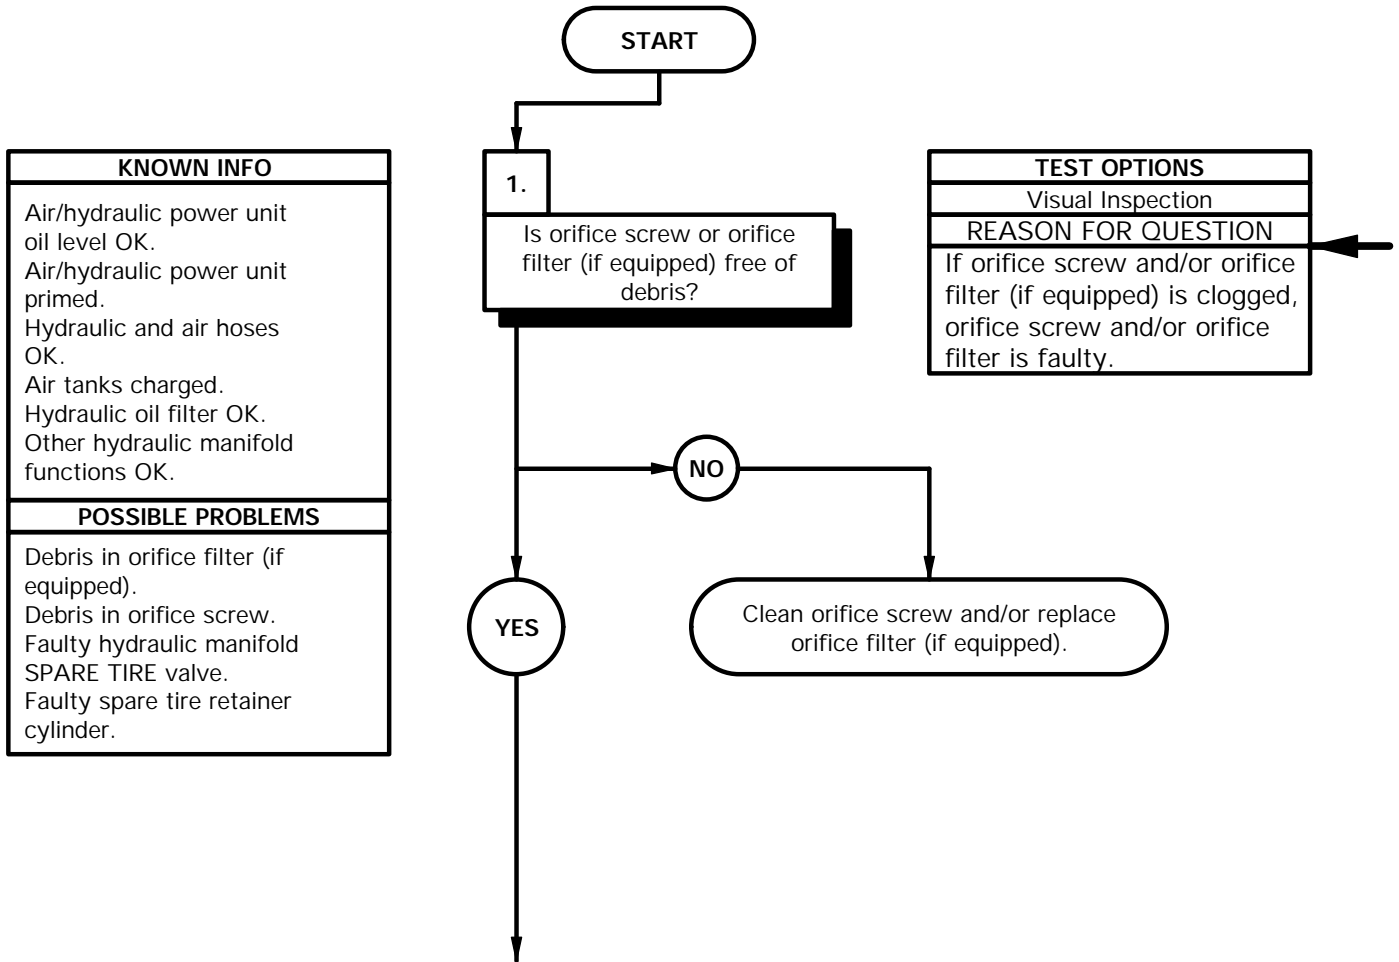 START
KNOWN INFO
Air/hydraulic power unit
oil level OK.
Air/hydraulic power unit
primed.
Hydraulic and air hoses
OK.
Air tanks charged.
Hydraulic oil filter OK.
Other hydraulic manifold
functions OK.
POSSIBLE PROBLEMS
Debris in orifice filter (if
equipped).
Debris in orifice screw.
Faulty hydraulic manifold
SPARE TIRE valve.
Faulty spare tire retainer
cylinder.
1.
Is orifice screw or orifice
filter (if equipped) free of
debris?
TEST OPTIONS
Visual Inspection
REASON FOR QUESTION
If orifice screw and/or orifice
filter (if equipped) is clogged,
orifice screw and/or orifice
filter is faulty.
NO
YES
Clean orifice screw and/or replace
orifice filter (if equipped).